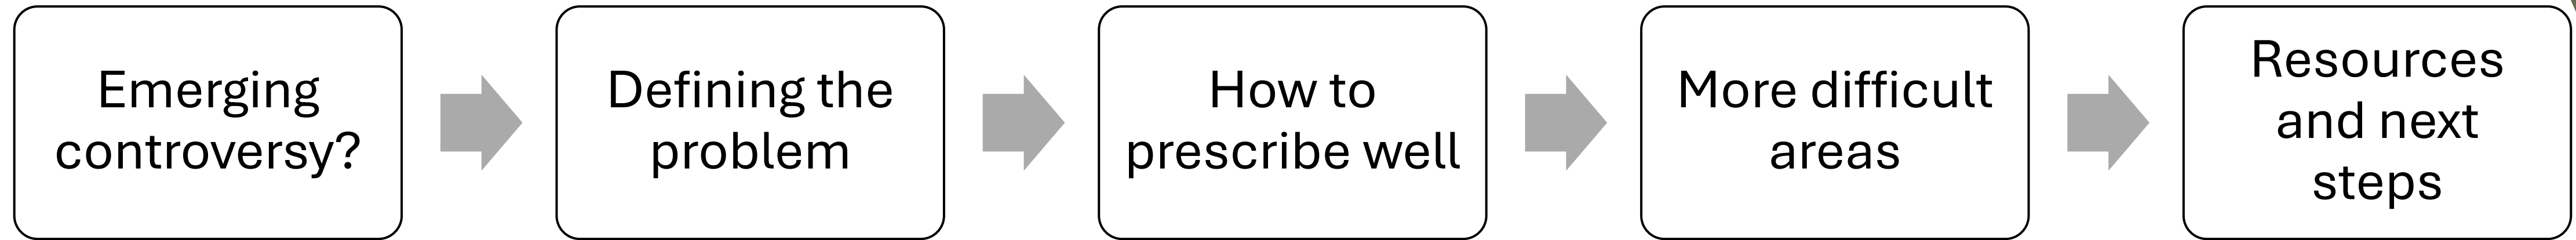 Emerging
controversy?
Defining the
problem
How to
prescribe well
More difficult
areas
Resources
and next
steps